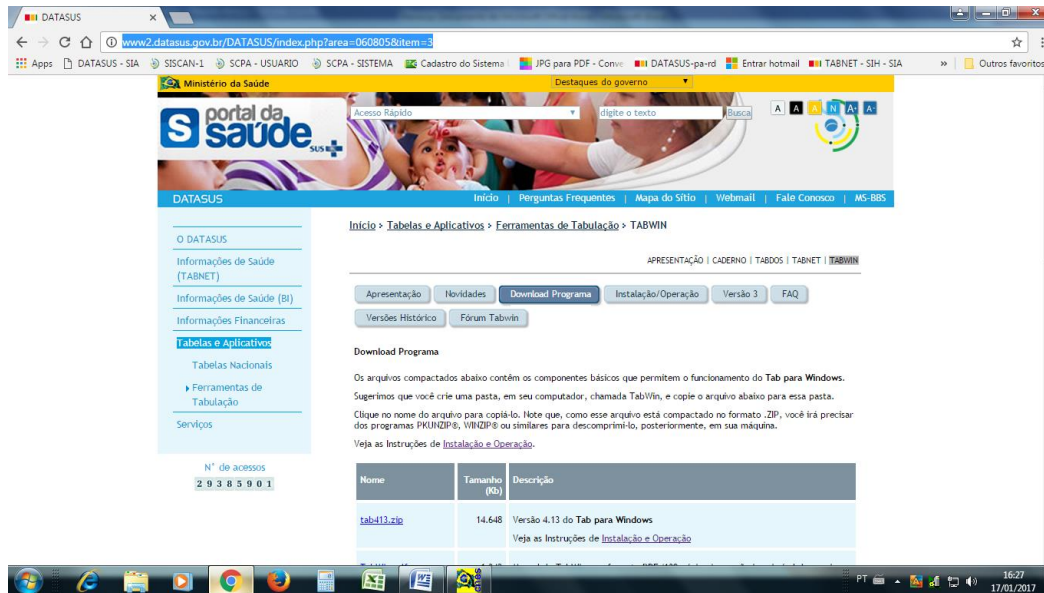 DATASUS
www2.datasus.gov.br/DATASUS/index.php?area=060805&item=3
Apps DATASUS - SIA SISCAN-1 SCPA - USUARIO SCPA - SISTEMA Cadastro do Sistema JPG para PDF - Conve DATASUS-pa-rd Entrar hotmail TABNET - SIH - SIA » Outros favoritos
Ministério da Saúde Destaques do governo
portal da
saúde
SUS
Acesso Rápido digite o texto Busca A A A N A+ A-
DATASUS Início | Perguntas Frequentes | Mapa do Sítio | Webmail | Fale Conosco | MS-BBS
O DATASUS
Informações de Saúde
(TABNET)
Informações de Saúde (BI)
Informações Financeiras
Tabelas e Aplicativos
Tabelas Nacionais
Ferramentas de
Tabulação
Serviços
N° de acessos
29385901
Início > Tabelas e Aplicativos > Ferramentas de Tabulação > TABWIN
APRESENTAÇÃO | CADERNO | TABDOS | TABNET | TABWIN
Apresentação Novidades Download Programa Instalação/Operação Versão 3 FAQ
Versões Histórico Fórum Tabwin
Download Programa
Os arquivos compactados abaixo contêm os componentes básicos que permitem o funcionamento do Tab para Windows.
Sugerimos que você crie uma pasta, em seu computador, chamada TabWin, e copie o arquivo abaixo para essa pasta.
Clique no nome do arquivo para copiá-lo. Note que, como esse arquivo está compactado no formato .ZIP, você irá precisar
dos programas PKUNZIP®, WINZIP® ou similares para descomprimí-lo, posteriormente, em sua máquina.
Veja as Instruções de Instalação e Operação.
Nome Tamanho Descrição
(Kb)
tab413.zip 14.648 Versão 4.13 do Tab para Windows
Veja as Instruções de Instalação e Operação
PT 16:27
17/01/2017